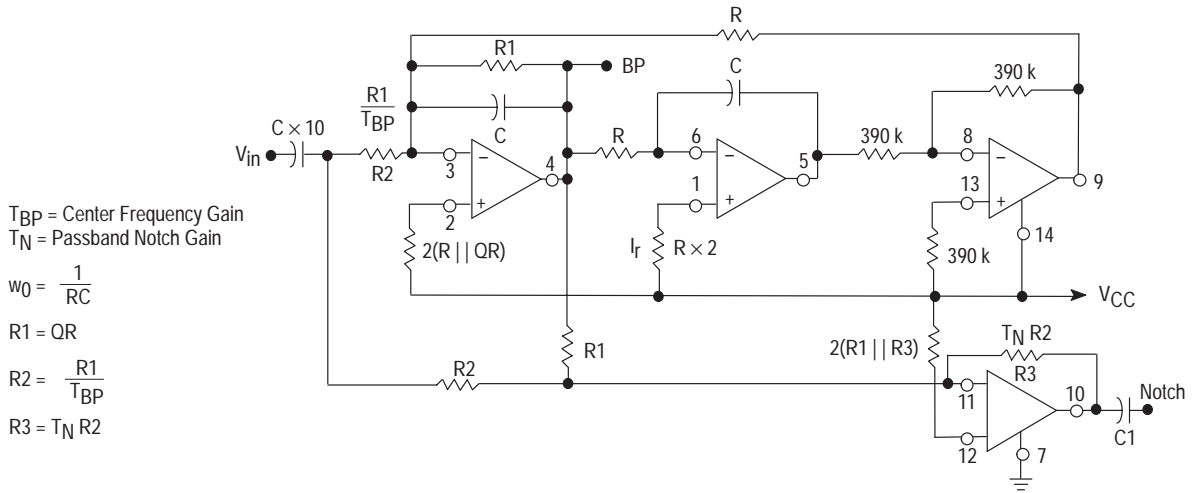 R
R1
BP
C
390 k
R1
TBP
C × 10
C
R
390 k
Vin
R2
3
4
6
5
8
9
−
−
−
+
+
+
2
1
13
14
TBP = Center Frequency Gain
TN = Passband Notch Gain
2(R || QR)
Ir
R × 2
390 k
w0 = 1
RC
VCC
R1 = QR
R1
2(R1 || R3)
TN R2
R2 = R1
TBP
R2
R3
11
10
Notch
R3 = TN R2
C1
12
7